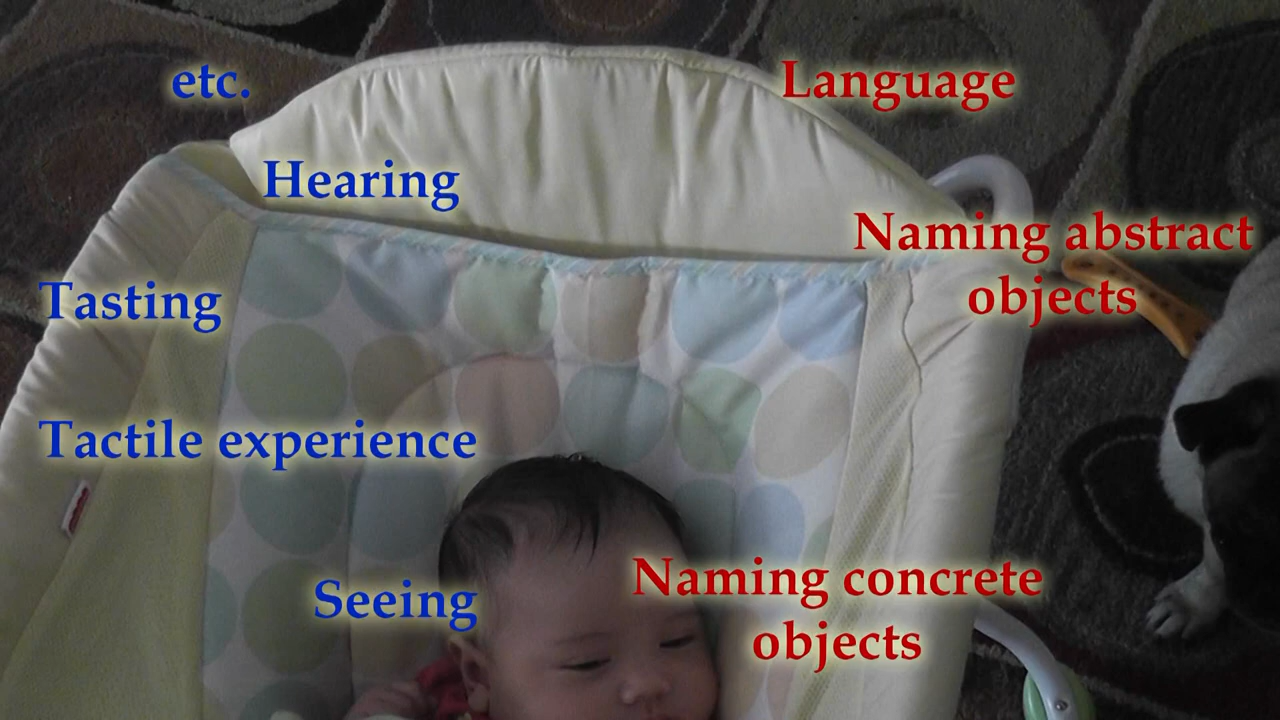 etc.
Language
Hearing
Naming abstract
objects
Tasting
Tactile experience
Seeing
Naming concrete
objects